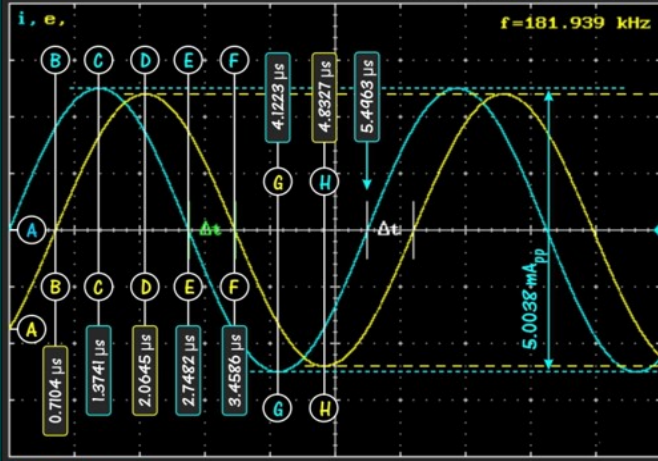 i, e,
f=181.939 kHz
B C D E F
4.1223 µs
4.8327 µs
5.4963 µs
G H
A
Δt
Δt
B C D E F
A
0.7104 µs
1.3741 µs
2.0645 µs
2.7482 µs
3.4586 µs
5.0038 mApp
G H